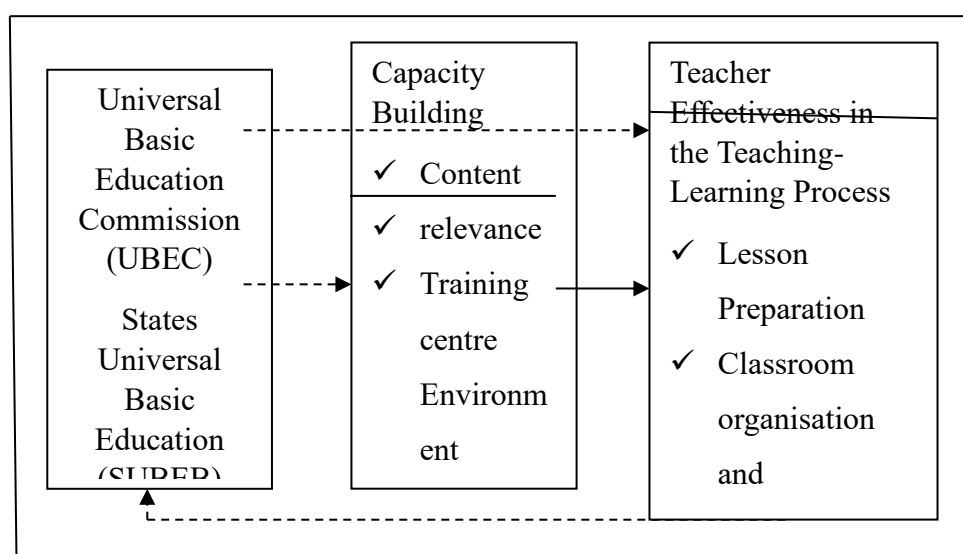 Universal
Basic
Education
Commission
(UBEC)
States
Universal
Basic
Education
(SUBEB)
Capacity
Building
✓ Content
✓ relevance
✓ Training
centre
Environm
ent
Teacher
Effectiveness in
the Teaching-
Learning Process
✓ Lesson
Preparation
✓ Classroom
organisation
and